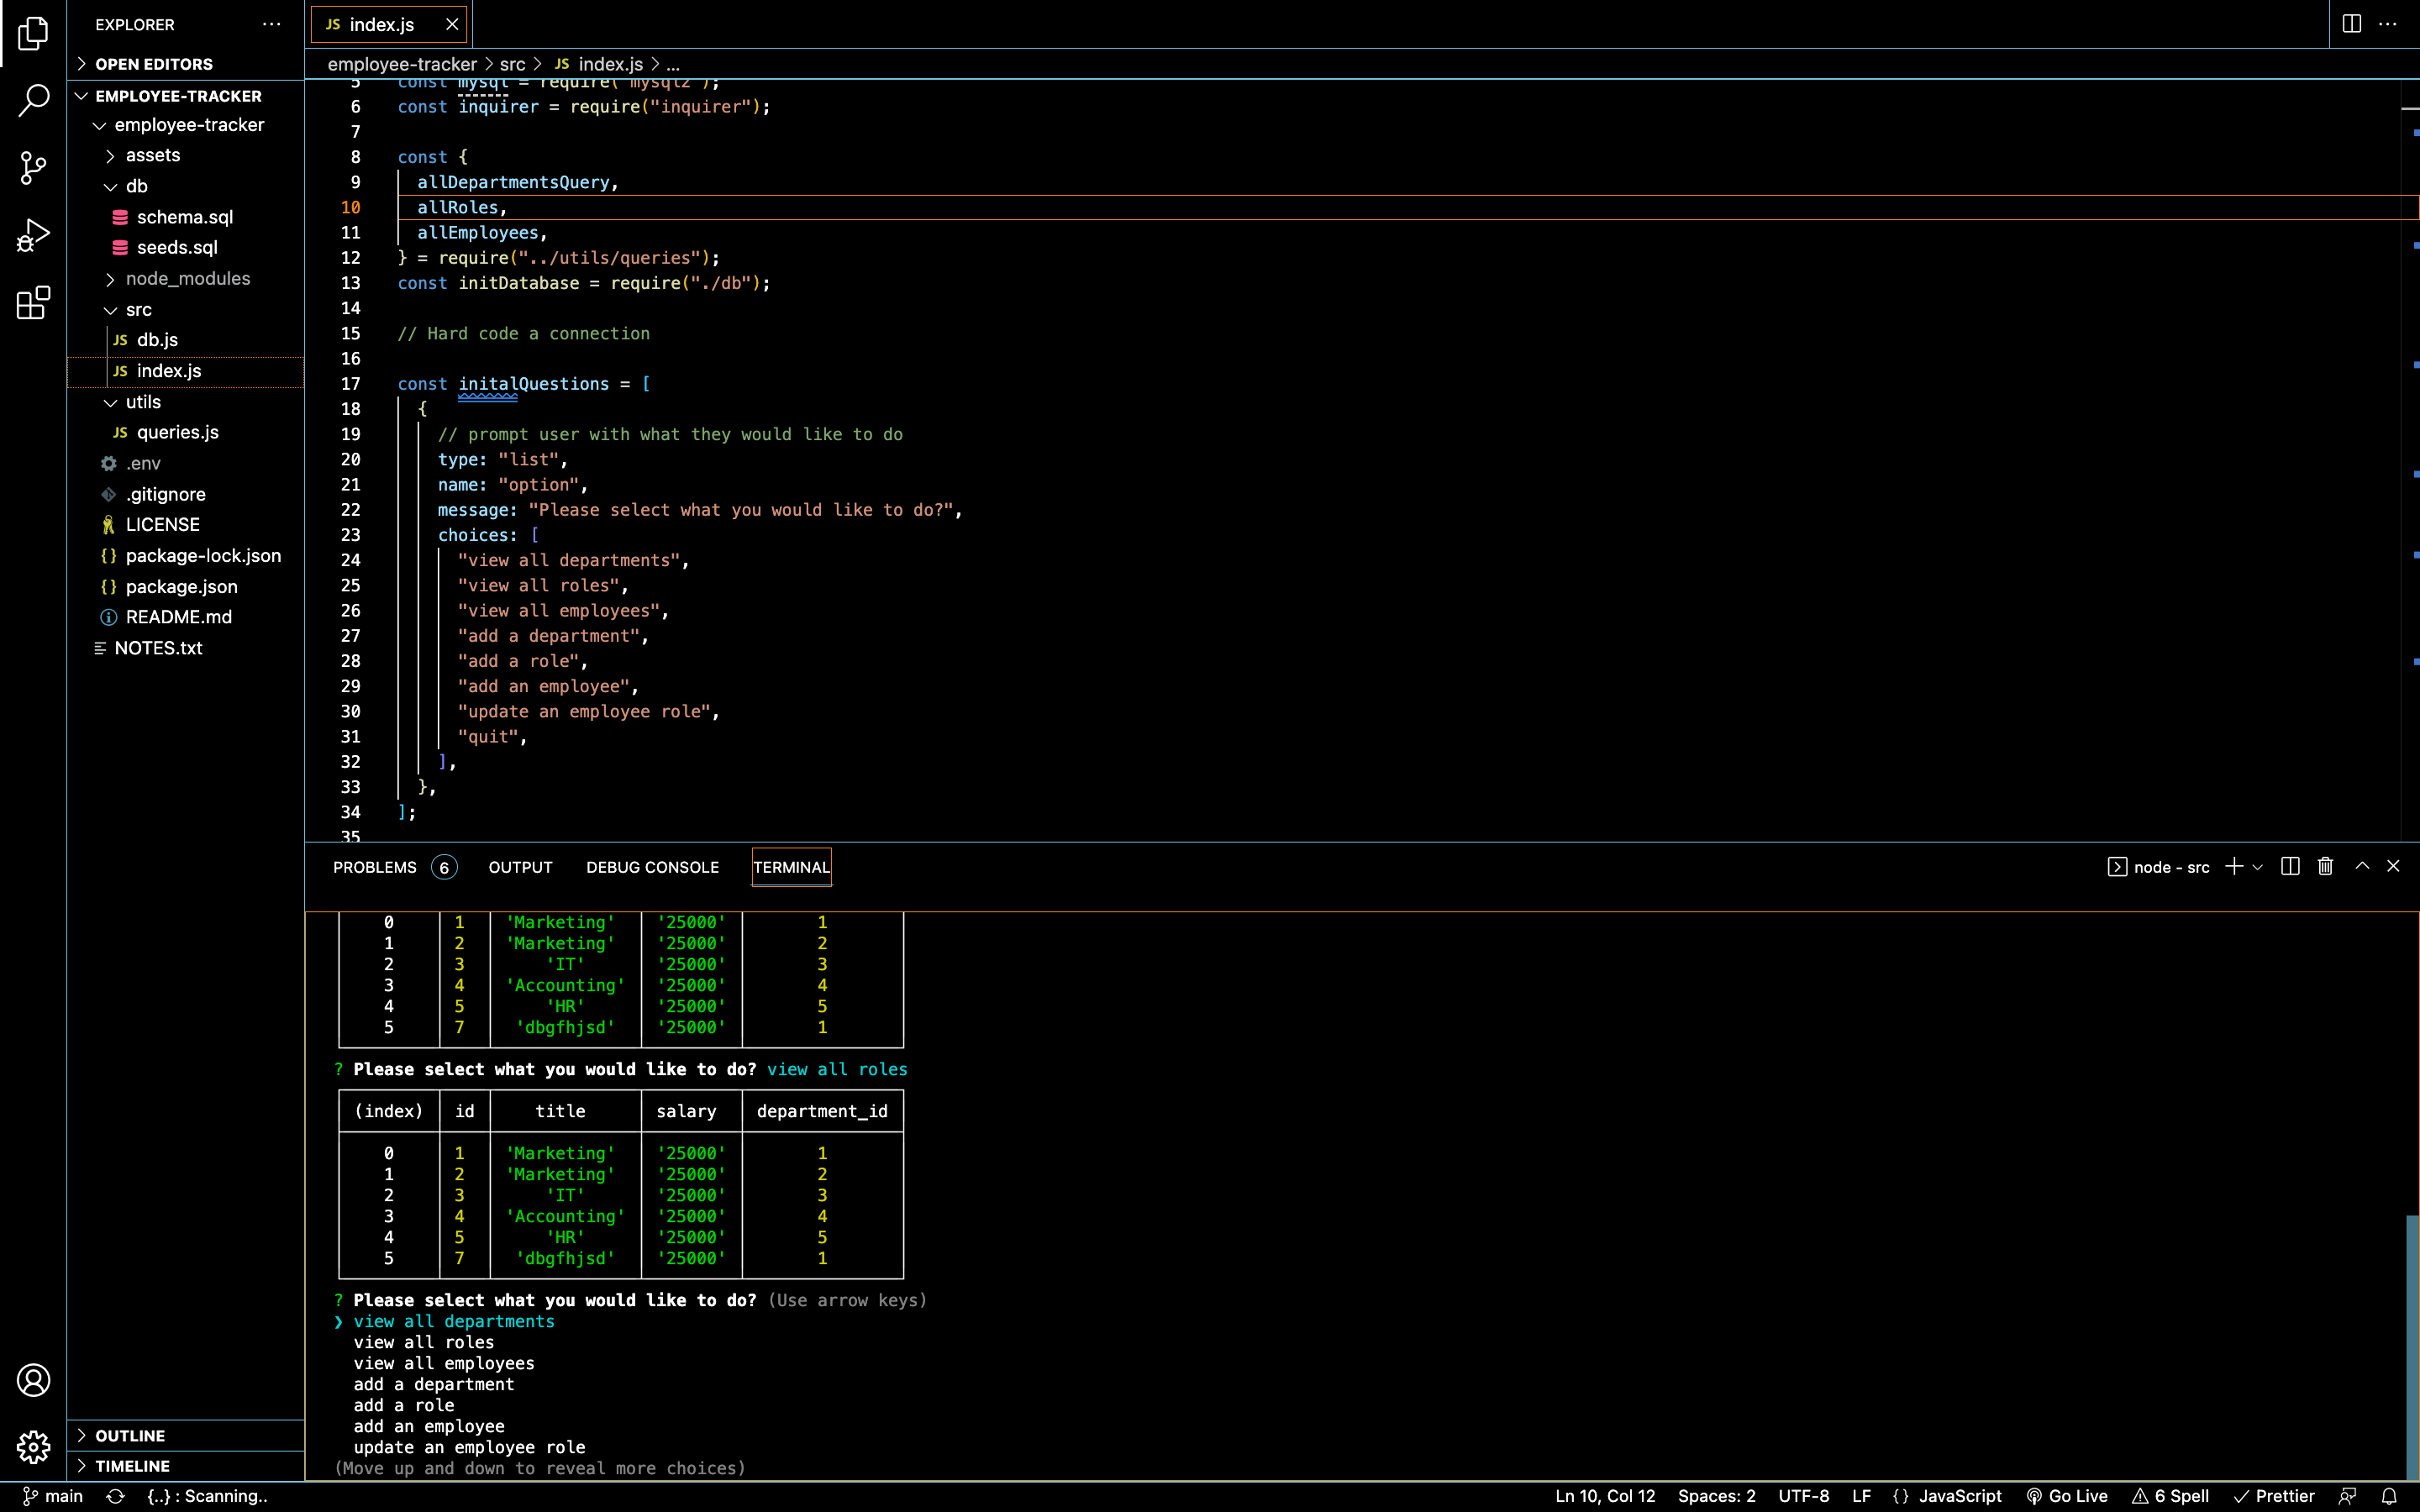 EXPLORER
OPEN EDITORS
EMPLOYEE-TRACKER
employee-tracker
assets
db
schema.sql
seeds.sql
node_modules
src
JS db.js
JS index.js
utils
JS queries.js
.env
.gitignore
LICENSE
{} package-lock.json
{} package.json
README.md
NOTES.txt
OUTLINE
TIMELINE
JS index.js
employee-tracker > src > JS index.js > ...
5 const mysql = require("mysql2");
6 const inquirer = require("inquirer");
7
8 const {
9 allDepartmentsQuery,
10 allRoles,
11 allEmployees,
12 } = require("../utils/queries");
13 const initDatabase = require("./db");
14
15 // Hard code a connection
16
17 const initalQuestions = [
18 {
19 // prompt user with what they would like to do
20 type: "list",
21 name: "option",
22 message: "Please select what you would like to do?",
23 choices: [
24 "view all departments",
25 "view all roles",
26 "view all employees",
27 "add a department",
28 "add a role",
29 "add an employee",
30 "update an employee role",
31 "quit",
32 ],
33 },
34 ];
35
PROBLEMS 6 OUTPUT DEBUG CONSOLE TERMINAL
node - src
0 1 'Marketing' '25000' 1
1 2 'Marketing' '25000' 2
2 3 'IT' '25000' 3
3 4 'Accounting' '25000' 4
4 5 'HR' '25000' 5
5 7 'dbgfhjsd' '25000' 1
? Please select what you would like to do? view all roles
(index) id title salary department_id
0 1 'Marketing' '25000' 1
1 2 'Marketing' '25000' 2
2 3 'IT' '25000' 3
3 4 'Accounting' '25000' 4
4 5 'HR' '25000' 5
5 7 'dbgfhjsd' '25000' 1
? Please select what you would like to do? (Use arrow keys)
❯ view all departments
view all roles
view all employees
add a department
add a role
add an employee
update an employee role
(Move up and down to reveal more choices)
main {..} : Scanning.. Ln 10, Col 12 Spaces: 2 UTF-8 LF {} JavaScript Go Live 6 Spell Prettier